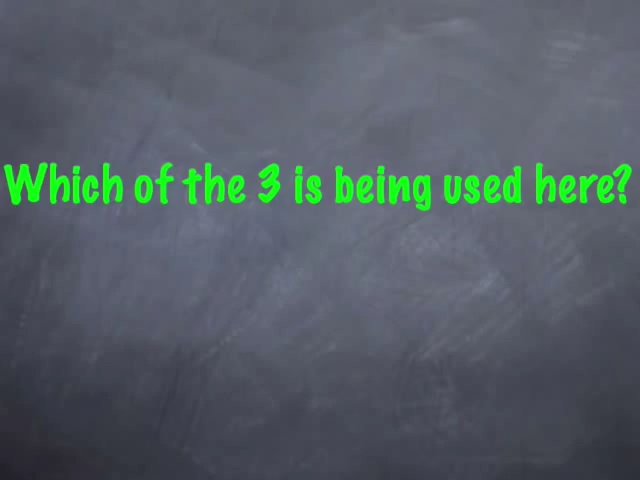 Which of the 3 is being used here?